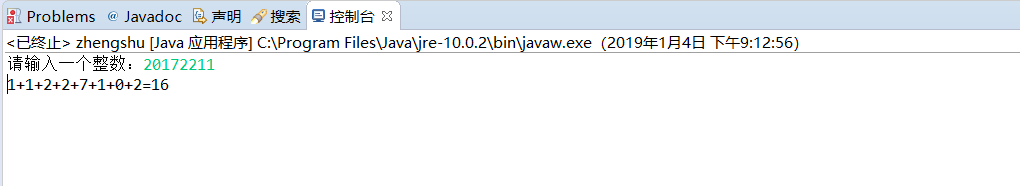 Problems @ Javadoc 声明 搜索 控制台
<已终止> zhengshu [Java 应用程序] C:\Program Files\Java\jre-10.0.2\bin\javaw.exe (2019年1月4日 下午9:12:56)
请输入一个整数：20172211
1+1+2+2+7+1+0+2=16